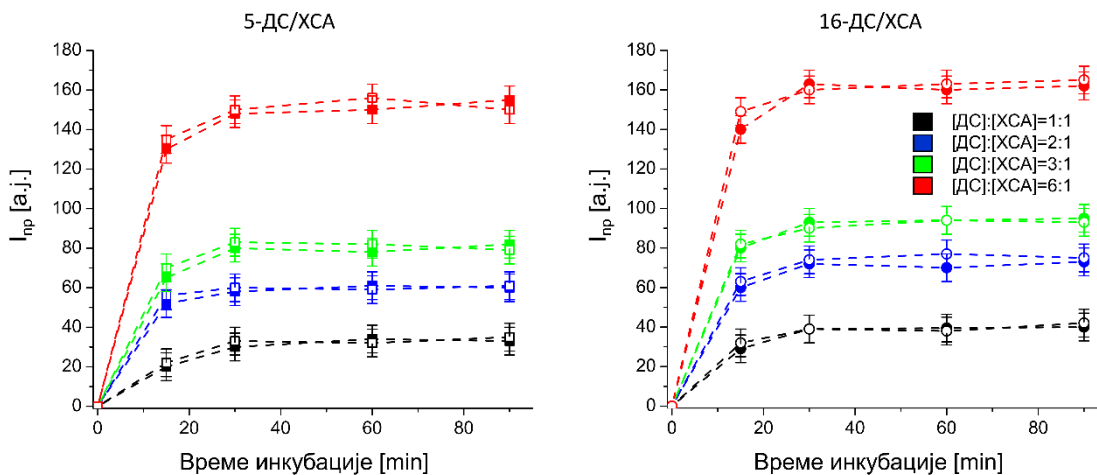 5-ДС/ХСА
180
160
140
120
100
80
60
40
20
0
I пр [a.j.]
0 20 40 60 80
Време инкубације [min]
16-ДС/ХСА
180
160
140
120
100
80
60
40
20
0
I пр [a.j.]
[ДС]:[ХСА]=1:1
[ДС]:[ХСА]=2:1
[ДС]:[ХСА]=3:1
[ДС]:[ХСА]=6:1
0 20 40 60 80
Време инкубације [min]